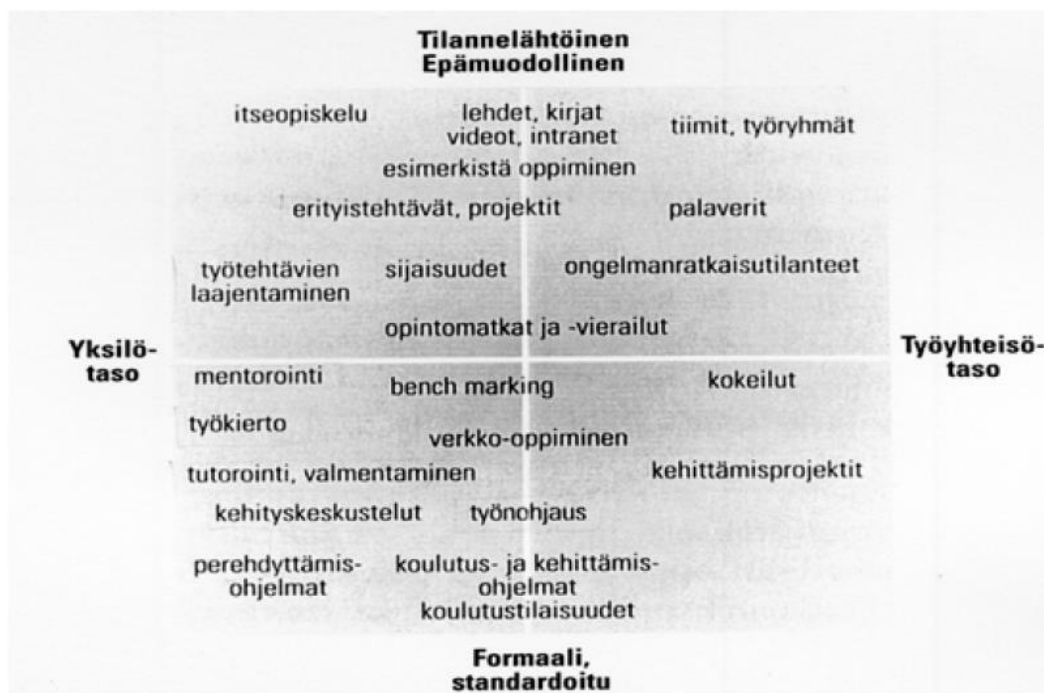 Tilannelähtöinen
Epämuodollinen
itseopiskelu
lehdet, kirjat
videot, intranet
tiimit, työryhmät
esimerkistä oppiminen
erityistehtävät, projektit
palaverit
työtehtävien
laajentaminen
sijaisuudet
ongelmanratkaisutilanteet
opintomatkat ja -vierailut
Yksilö-
taso
Työyhteisö-
taso
mentorointi
bench marking
kokeilut
työkierto
verkko-oppiminen
tutorointi, valmentaminen
kehittämisprojektit
kehityskeskustelut
työnohjaus
perehdyttämis-
ohjelmat
koulutus- ja kehittämis-
ohjelmat
koulutustilaisuudet
Formaali,
standardoitu